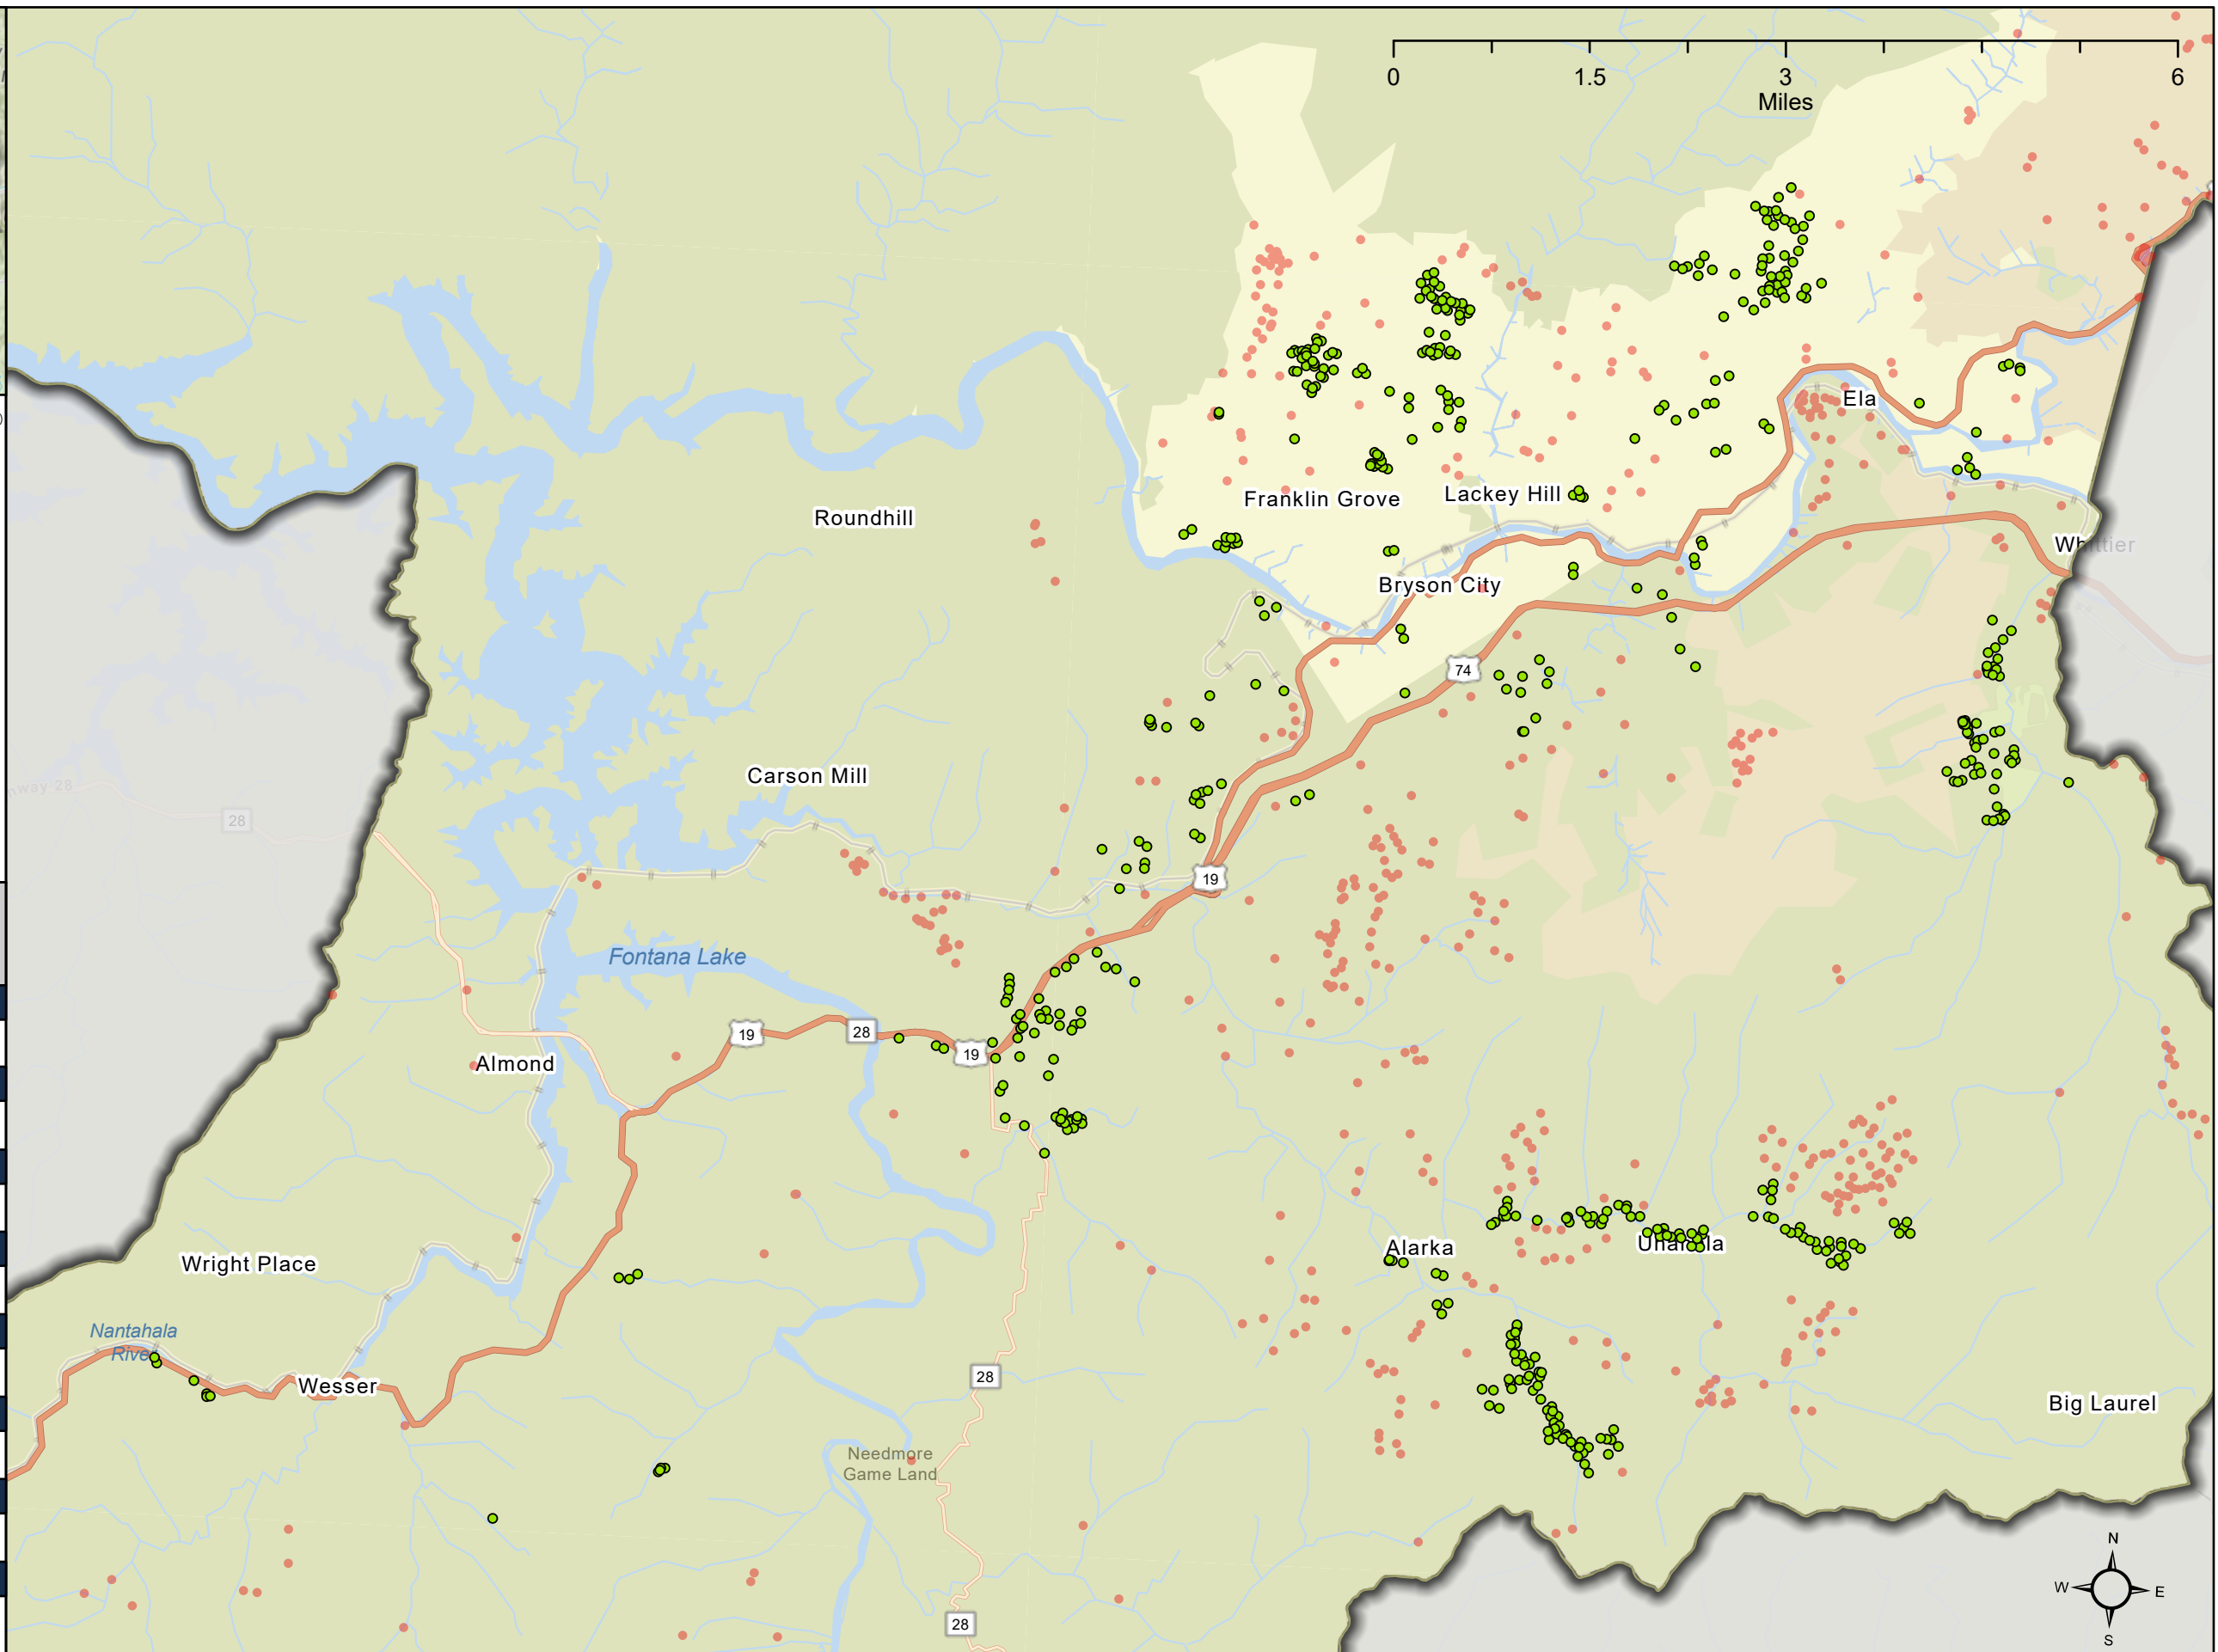 0 1.5 3 6
Miles
Ela
Franklin Grove
Lackey Hill
Roundhill
Whittier
Bryson City
74
Carson Mill
28
19
Fontana Lake
19
28
19
Almond
Alarka
Wright Place
Nantahala
River
28
Wesser
Big Laurel
Needmore
Game Land
N
W
E
S
28